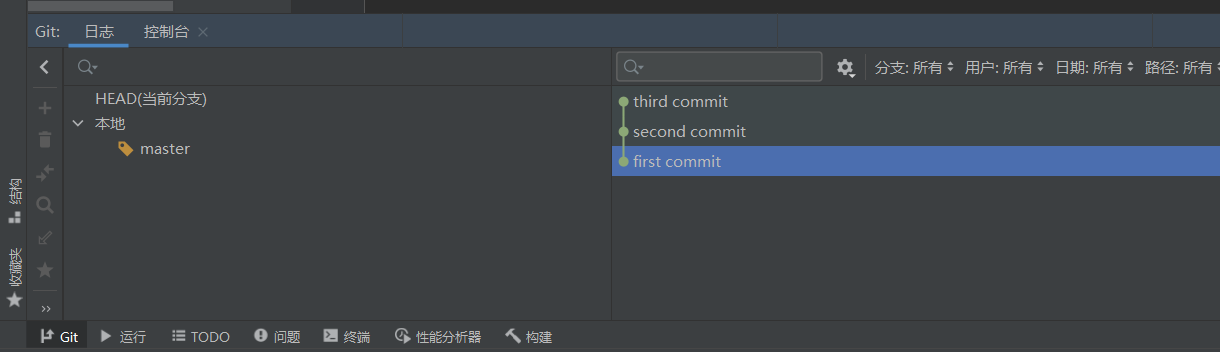 Git: 日志 控制台
分支: 所有 用户: 所有 日期: 所有 路径: 所有
HEAD(当前分支)
本地
master
third commit
second commit
first commit
结构
收藏夹
Git 运行 TODO 问题 终端 性能分析器 构建